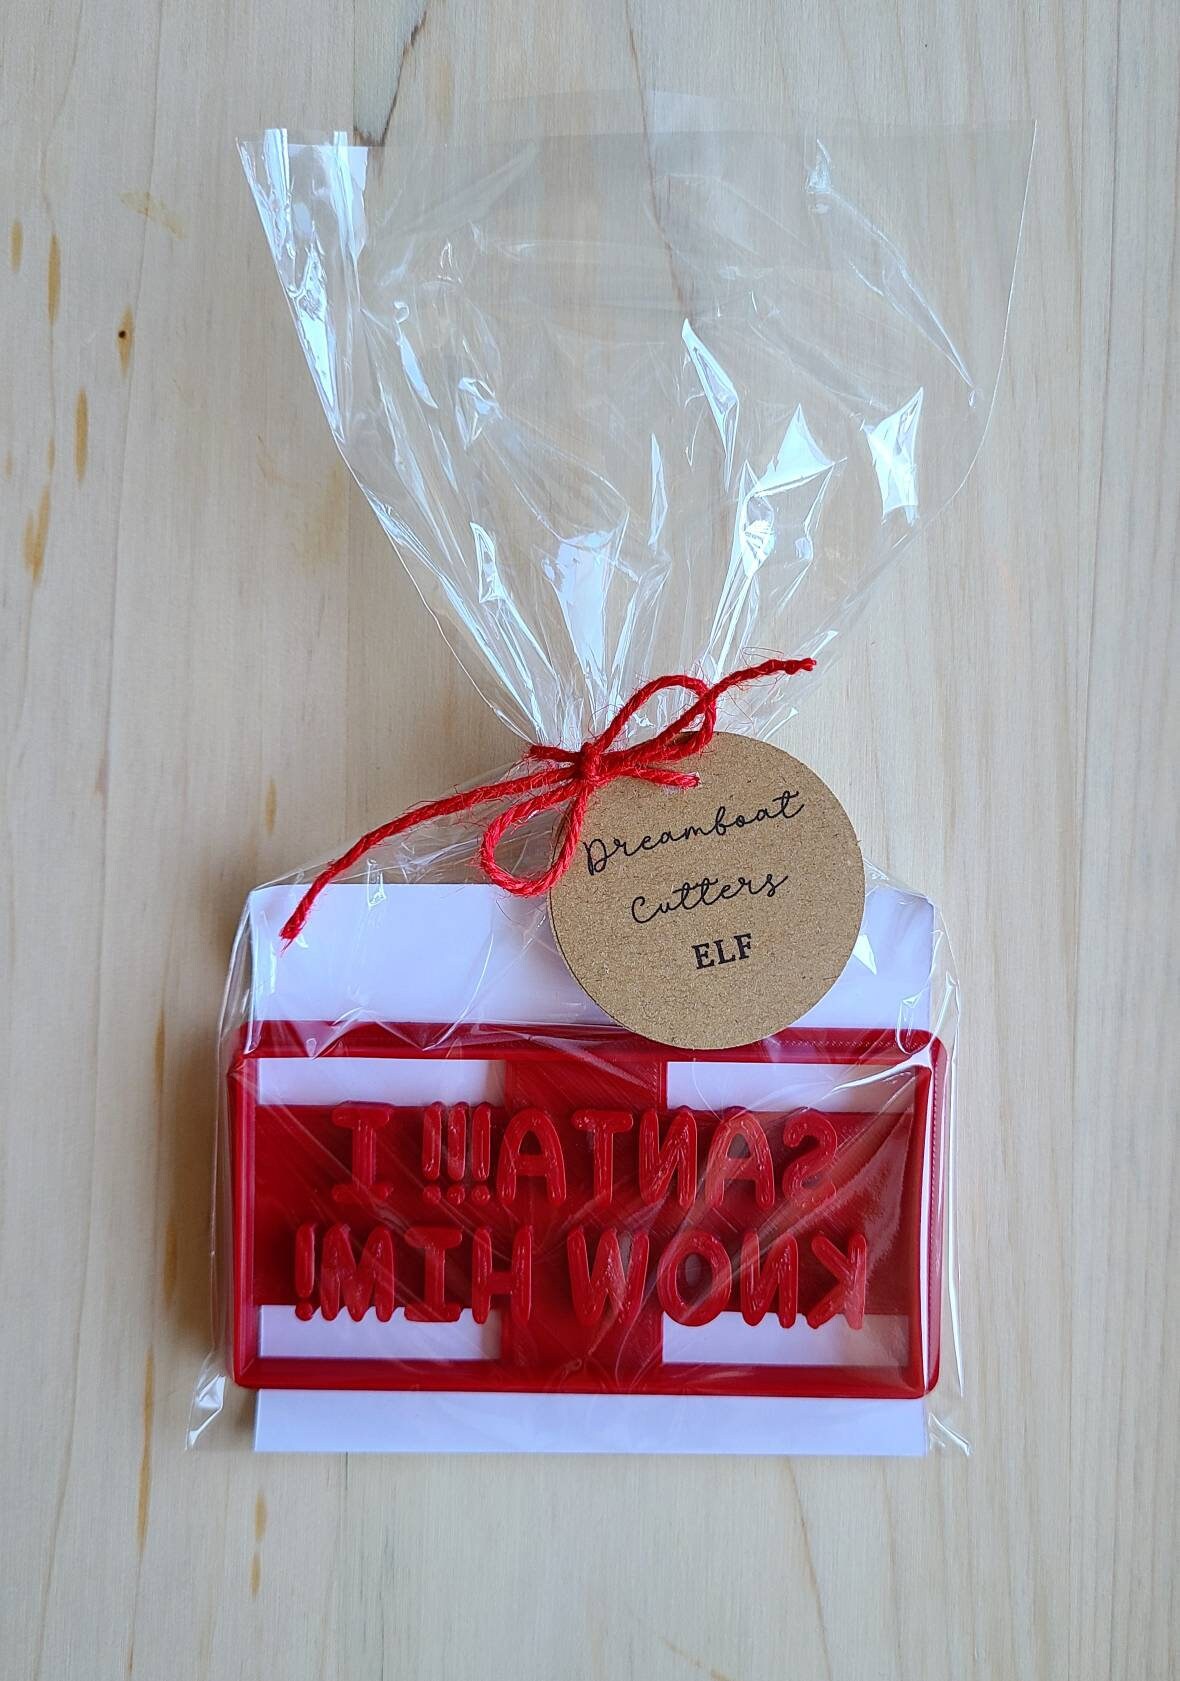 Dreamboat
Cutters
ELF
SANTA!!! I
KNOW HIM!